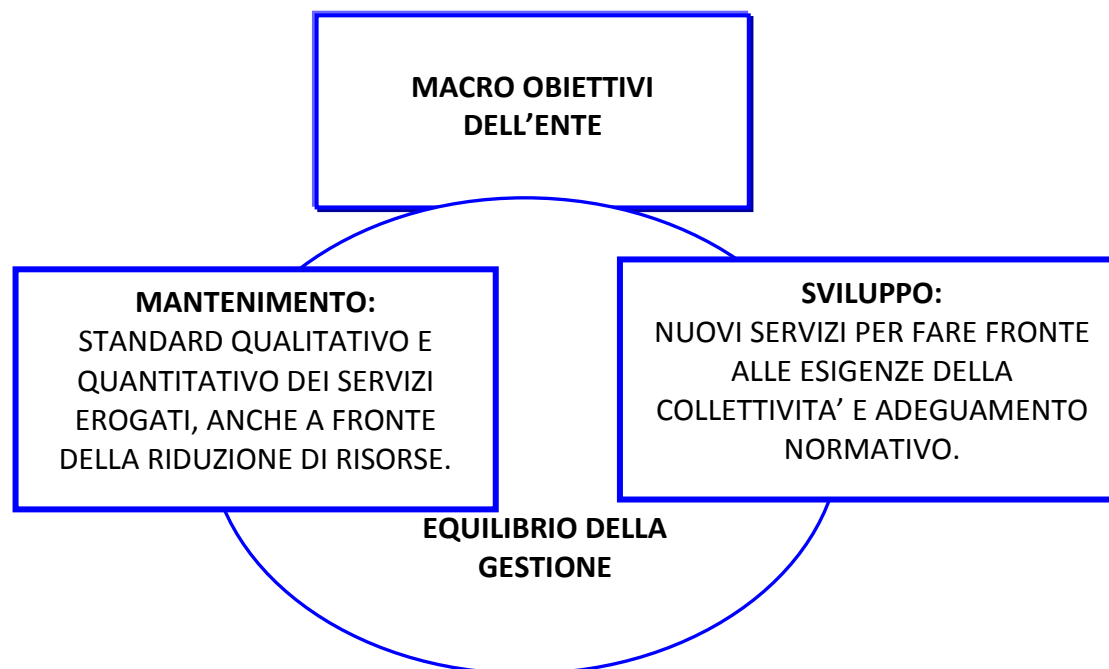 MACRO OBIETTIVI
DELL’ENTE
MANTENIMENTO:
STANDARD QUALITATIVO E
QUANTITATIVO DEI SERVIZI
EROGATI, ANCHE A FRONTE
DELLA RIDUZIONE DI RISORSE.
SVILUPPO:
NUOVI SERVIZI PER FARE FRONTE
ALLE ESIGENZE DELLA
COLLETTIVITA’ E ADEGUAMENTO
NORMATIVO.
EQUILIBRIO DELLA
GESTIONE